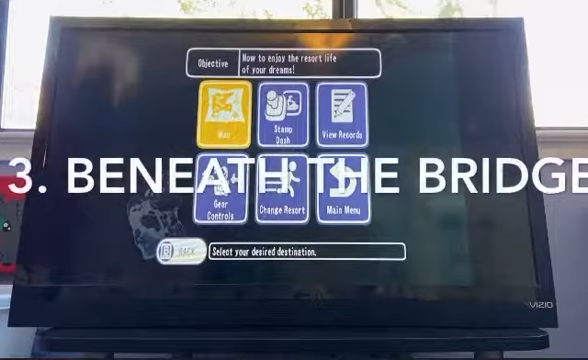 Objective
Now to enjoy the resort life
of your dreams!
Map
Stamp
Dash
View Records
3. BENEATH THE BRIDGE
Gear
Controls
Change Resort
Main Menu
B BACK
Select your desired destination.
VIZIO